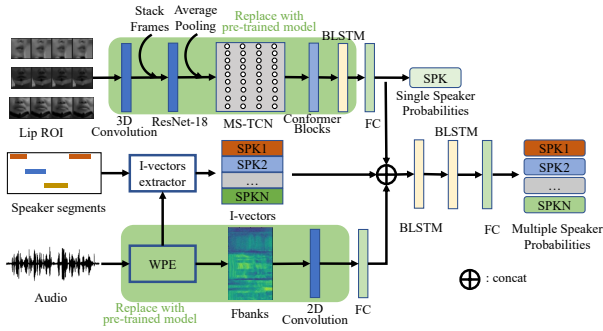 Stack
Frames
Average
Pooling
Replace with
pre-trained model
BLSTM
Lip ROI
3D
Convolution
ResNet-18
MS-TCN
Conformer
Blocks
FC
SPK
Single Speaker
Probabilities
Speaker segments
I-vectors
extractor
SPK1
SPK2
...
SPKN
I-vectors
BLSTM
BLSTM
FC
SPK1
SPK2
...
SPKN
Multiple Speaker
Probabilities
Audio
WPE
Replace with
pre-trained model
Fbanks
2D
Convolution
FC
: concat